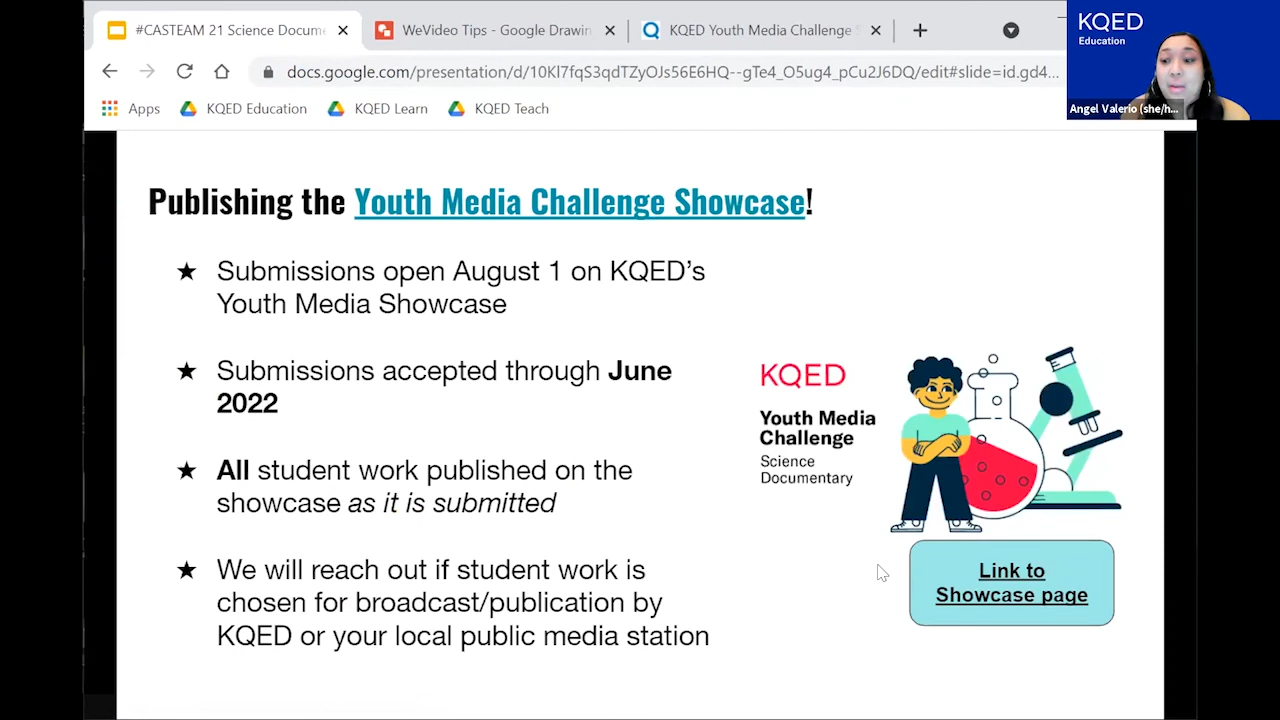 #CASTEAM 21 Science Docume
WeVideo Tips - Google Drawin
KQED Youth Media Challenge
KQED
Education
docs.google.com/presentation/d/10Kl7fqS3qdTZyOJs56E6HQ--gTe4_O5ug4_pCu2J6DQ/edit#slide=id.gd4...
Angel Valerio (she/h...
Apps
KQED Education
KQED Learn
KQED Teach
Publishing the Youth Media Challenge Showcase!
★ Submissions open August 1 on KQED’s
Youth Media Showcase
★ Submissions accepted through June
2022
★ All student work published on the
showcase as it is submitted
★ We will reach out if student work is
chosen for broadcast/publication by
KQED or your local public media station
KQED
Youth Media
Challenge
Science
Documentary
Link to
Showcase page